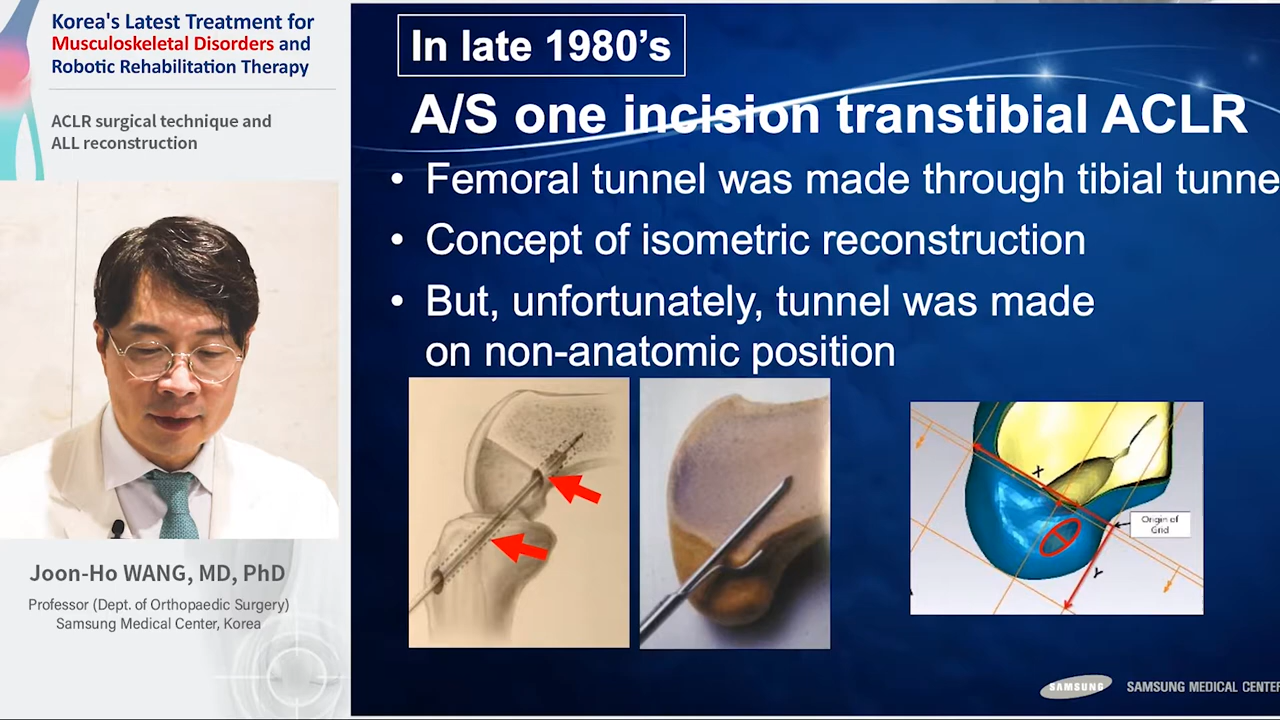 Korea's Latest Treatment for
Musculoskeletal Disorders and
Robotic Rehabilitation Therapy
ACLR surgical technique and
ALL reconstruction
Joon-Ho WANG, MD, PhD
Professor (Dept. of Orthopaedic Surgery)
Samsung Medical Center, Korea
In late 1980’s
A/S one incision transtibial ACLR
• Femoral tunnel was made through tibial tunne
• Concept of isometric reconstruction
• But, unfortunately, tunnel was made
on non-anatomic position
X
Origin of
Grid
Y
SAMSUNG SAMSUNG MEDICAL CENTER